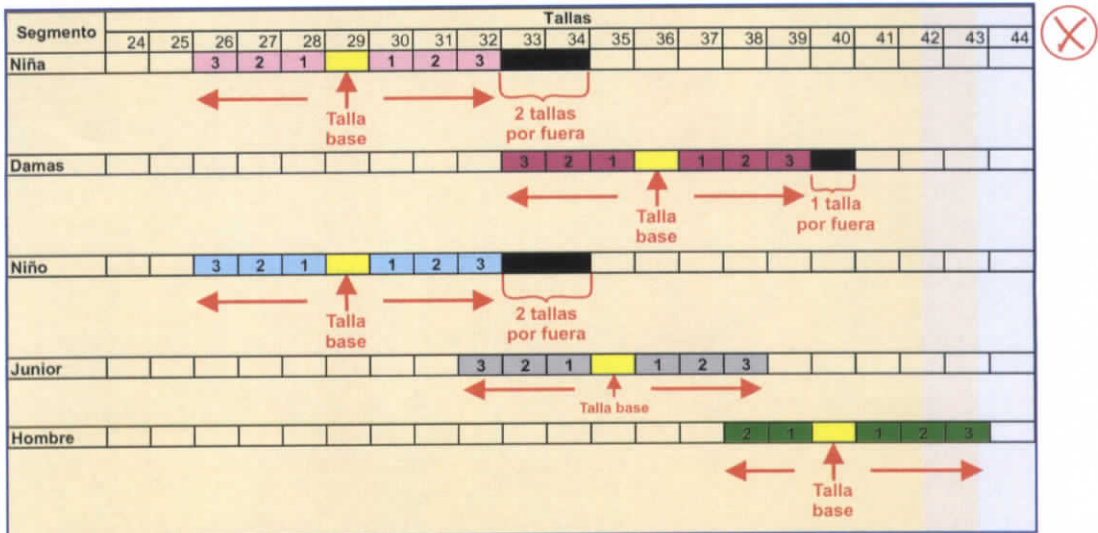 Segmento
Tallas
24 25 26 27 28 29 30 31 32 33 34 35 36 37 38 39 40 41 42 43 44
Niña 3 2 1 1 2 3
Talla
base
2 tallas
por fuera
Damas 3 2 1 1 2 3
Talla
base
1 talla
por fuera
Niño 3 2 1 1 2 3
Talla
base
2 tallas
por fuera
Junior 3 2 1 1 2 3
Talla base
Hombre 2 1 1 2 3
Talla
base